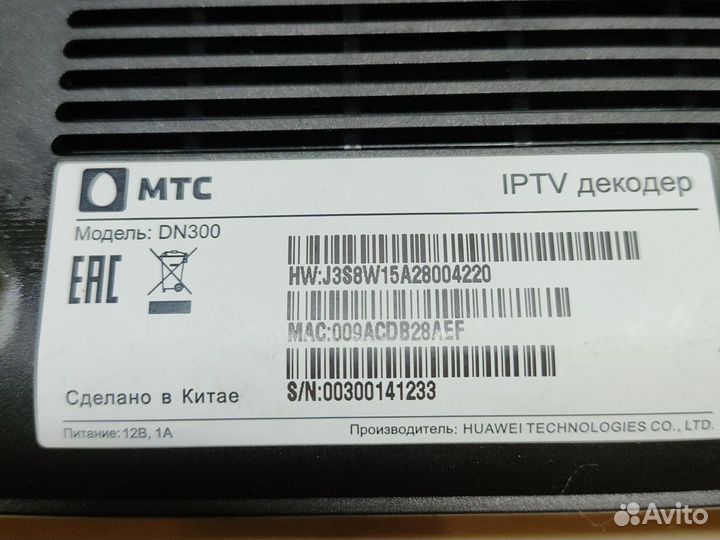 МТС
IPTV декодер
Модель: DN300
EAC
HW:J3S8W15A28004220
MAC:009ACDB28AEF
S/N:00300141233
Сделано в Китае
Питание: 12В, 1А
Производитель: HUAWEI TECHNOLOGIES CO., LTD.
Avito